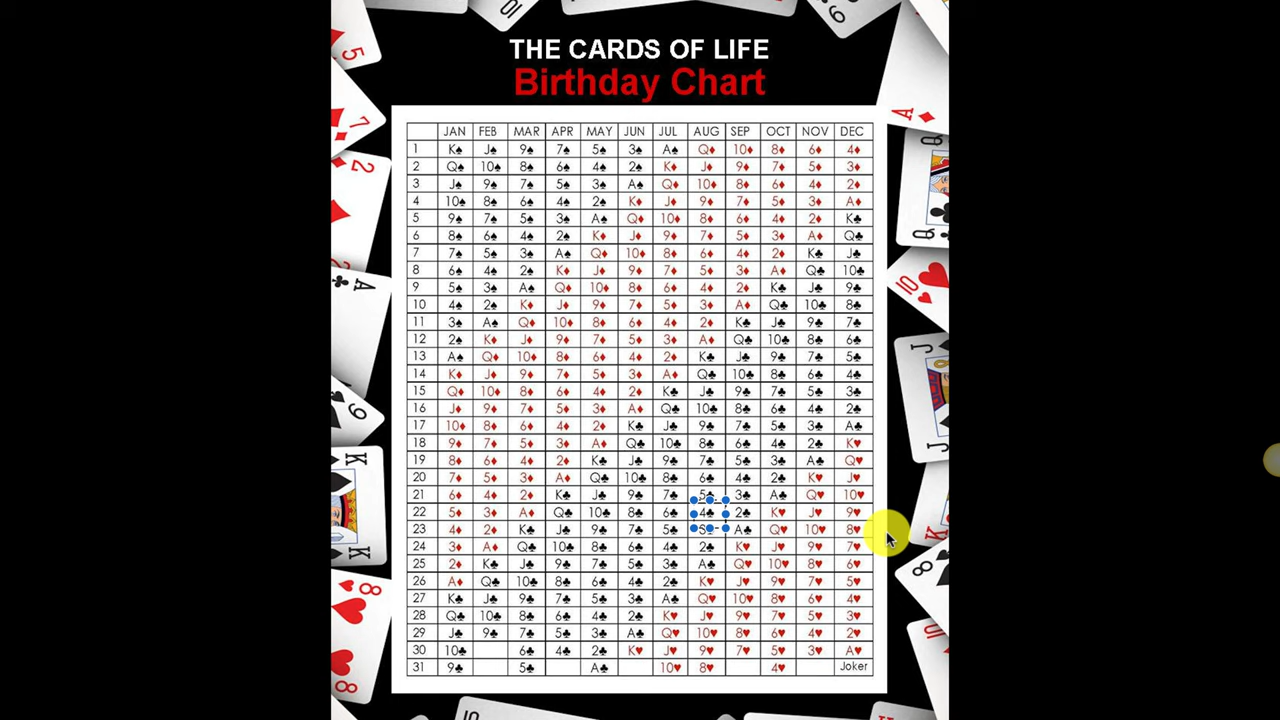 THE CARDS OF LIFE
Birthday Chart
JAN FEB MAR APR MAY JUN JUL AUG SEP OCT NOV DEC
1 K♠ J♠ 9♠ 7♠ 5♠ 3♠ A♠ Q♦ 10♦ 8♦ 6♦ 4♦
2 Q♠ 10♠ 8♠ 6♠ 4♠ 2♠ K♦ J♦ 9♦ 7♦ 5♦ 3♦
3 J♠ 9♠ 7♠ 5♠ 3♠ A♠ Q♦ 10♦ 8♦ 6♦ 4♦ 2♦
4 10♠ 8♠ 6♠ 4♠ 2♠ K♦ J♦ 9♦ 7♦ 5♦ 3♦ A♦
5 9♠ 7♠ 5♠ 3♠ A♠ Q♦ 10♦ 8♦ 6♦ 4♦ 2♦ K♣
6 8♠ 6♠ 4♠ 2♠ K♦ J♦ 9♦ 7♦ 5♦ 3♦ A♦ Q♣
7 7♠ 5♠ 3♠ A♠ Q♦ 10♦ 8♦ 6♦ 4♦ 2♦ K♣ J♣
8 6♠ 4♠ 2♠ K♦ J♦ 9♦ 7♦ 5♦ 3♦ A♦ Q♣ 10♣
9 5♠ 3♠ A♠ Q♦ 10♦ 8♦ 6♦ 4♦ 2♦ K♣ J♣ 9♣
10 4♠ 2♠ K♦ J♦ 9♦ 7♦ 5♦ 3♦ A♦ Q♣ 10♣ 8♣
11 3♠ A♠ Q♦ 10♦ 8♦ 6♦ 4♦ 2♦ K♣ J♣ 9♣ 7♣
12 2♠ K♦ J♦ 9♦ 7♦ 5♦ 3♦ A♦ Q♣ 10♣ 8♣ 6♣
13 A♠ Q♦ 10♦ 8♦ 6♦ 4♦ 2♦ K♣ J♣ 9♣ 7♣ 5♣
14 K♦ J♦ 9♦ 7♦ 5♦ 3♦ A♦ Q♣ 10♣ 8♣ 6♣ 4♣
15 Q♦ 10♦ 8♦ 6♦ 4♦ 2♦ K♣ J♣ 9♣ 7♣ 5♣ 3♣
16 J♦ 9♦ 7♦ 5♦ 3♦ A♦ Q♣ 10♣ 8♣ 6♣ 4♣ 2♣
17 10♦ 8♦ 6♦ 4♦ 2♦ K♣ J♣ 9♣ 7♣ 5♣ 3♣ A♣
18 9♦ 7♦ 5♦ 3♦ A♦ Q♣ 10♣ 8♣ 6♣ 4♣ 2♣ K♥
19 8♦ 6♦ 4♦ 2♦ K♣ J♣ 9♣ 7♣ 5♣ 3♣ A♣ Q♥
20 7♦ 5♦ 3♦ A♦ Q♣ 10♣ 8♣ 6♣ 4♣ 2♣ K♥ J♥
21 6♦ 4♦ 2♦ K♣ J♣ 9♣ 7♣ 5♣ 3♣ A♣ Q♥ 10♥
22 5♦ 3♦ A♦ Q♣ 10♣ 8♣ 6♣ 4♣ 2♣ K♥ J♥ 9♥
23 4♦ 2♦ K♣ J♣ 9♣ 7♣ 5♣ 3♣ A♣ Q♥ 10♥ 8♥
24 3♦ A♦ Q♣ 10♣ 8♣ 6♣ 4♣ 2♣ K♥ J♥ 9♥ 7♥
25 2♦ K♣ J♣ 9♣ 7♣ 5♣ 3♣ A♣ Q♥ 10♥ 8♥ 6♥
26 A♦ Q♣ 10♣ 8♣ 6♣ 4♣ 2♣ K♥ J♥ 9♥ 7♥ 5♥
27 K♣ J♣ 9♣ 7♣ 5♣ 3♣ A♣ Q♥ 10♥ 8♥ 6♥ 4♥
28 Q♣ 10♣ 8♣ 6♣ 4♣ 2♣ K♥ J♥ 9♥ 7♥ 5♥ 3♥
29 J♣ 9♣ 7♣ 5♣ 3♣ A♣ Q♥ 10♥ 8♥ 6♥ 4♥ 2♥
30 10♣ 6♣ 4♣ 2♣ K♥ J♥ 9♥ 7♥ 5♥ 3♥ A♥
31 9♣ 5♣ A♣ 10♥ 8♥ 4♥ Joker